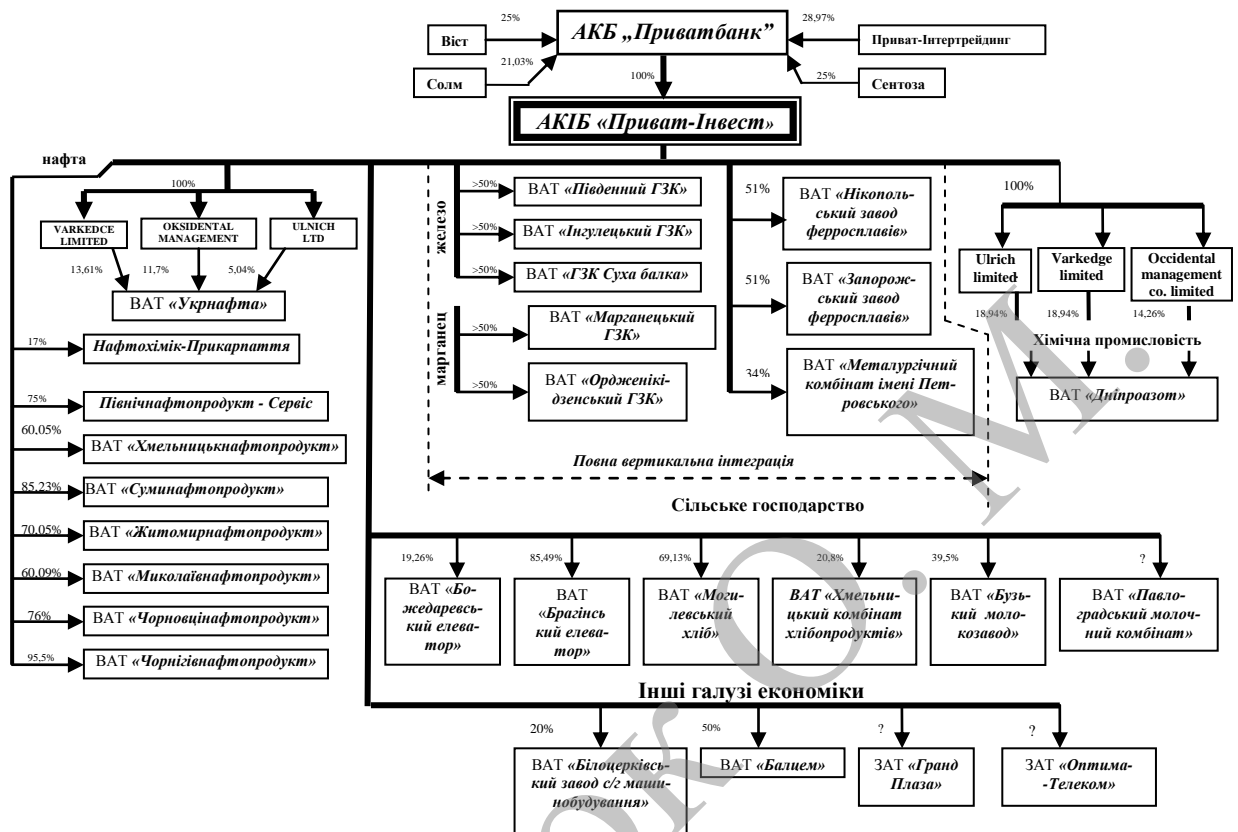 25%
28,97%
Віст
АКБ „Приватбанк”
Приват-Інтертрейдинг
21,03%
100%
25%
Солм
Сентоза
АКІБ «Приват-Інвест»
нафта
100%
VARKEDCE
LIMITED
OKSIDENTAL
MANAGEMENT
ULNICH
LTD
13,61%
11,7%
5,04%
ВАТ «Укрнафта»
17%
Нафтохімік-Прикарпаття
75%
Північнафтопродукт - Сервіс
60,05%
ВАТ «Хмельницькнафтопродукт»
85,23%
ВАТ «Суминафтопродукт»
70,05%
ВАТ «Житомирнафтопродукт»
60,09%
ВАТ «Миколаївнафтопродукт»
76%
ВАТ «Чорновцінафтопродукт»
95,5%
ВАТ «Чорнігівнафтопродукт»
железо
>50%
ВАТ «Південний ГЗК»
>50%
ВАТ «Інгулецький ГЗК»
>50%
ВАТ «ГЗК Суха балка»
марганец
>50%
ВАТ «Марганецький
ГЗК»
>50%
ВАТ «Ордженікі-
дзенський ГЗК»
51%
ВАТ «Нікополь-
ський завод
ферросплавів»
51%
ВАТ «Запорож-
ський завод
ферросплавів»
34%
ВАТ «Металургічний
комбінат імені Пет-
ровського»
Повна вертикальна інтеграція
100%
Ulrich
limited
Varkedge
limited
Occidental
management
co. limited
18,94%
18,94%
14,26%
Хімічна промисловість
ВАТ «Дніпроазот»
Сільське господарство
19,26%
85,49%
69,13%
20,8%
39,5%
?
ВАТ «Бо-
жедаревсь-
кий елева-
тор»
ВАТ
«Брагінсь
кий елева-
тор»
ВАТ «Моги-
левський
хліб»
ВАТ «Хмельни-
цький комбінат
хлібопродуктів»
ВАТ «Бузь-
кий моло-
козавод»
ВАТ «Павло-
градський молоч-
ний комбінат»
Інші галузі економіки
20%
50%
?
?
ВАТ «Білоцерківсь-
кий завод с/г маши-
нобудування»
ВАТ «Балцем»
ЗАТ «Гранд
Плаза»
ЗАТ «Оптима-
-Телеком»
О К О. М.